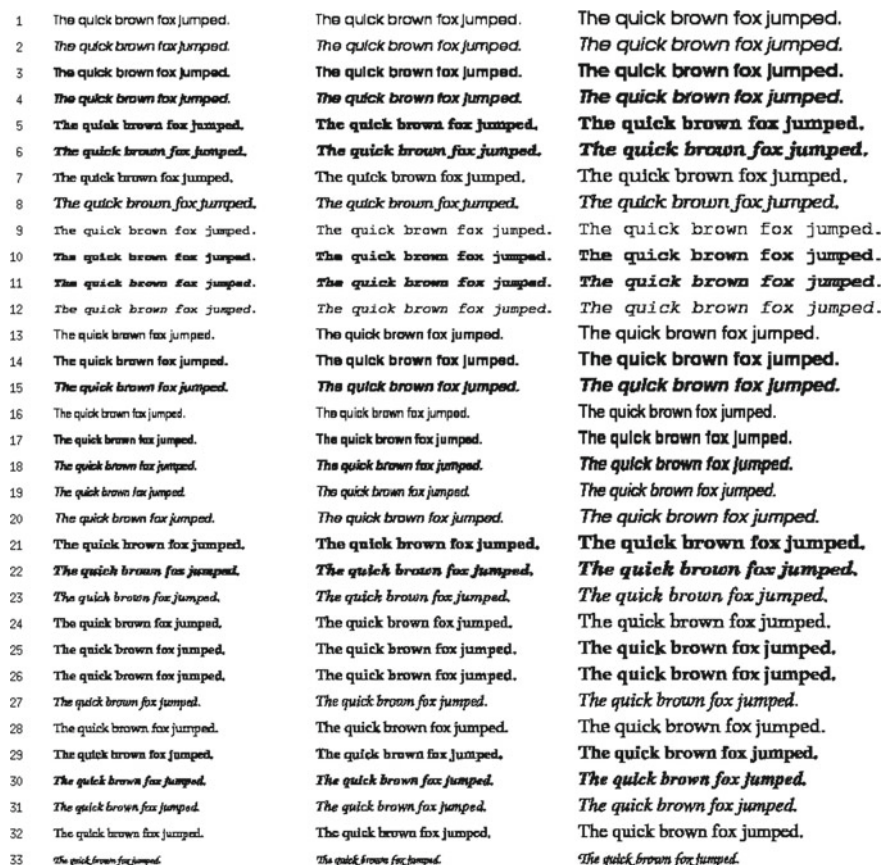 1 The quick brown fox jumped. The quick brown fox jumped. The quick brown fox jumped.
2 The quick brown fox jumped. The quick brown fox jumped. The quick brown fox jumped.
3 The quick brown fox jumped. The quick brown fox jumped. The quick brown fox jumped.
4 The quick brown fox jumped. The quick brown fox jumped. The quick brown fox jumped.
5 The quick brown fox jumped. The quick brown fox jumped. The quick brown fox jumped.
6 The quick brown fox jumped. The quick brown fox jumped. The quick brown fox jumped.
7 The quick brown fox jumped. The quick brown fox jumped. The quick brown fox jumped.
8 The quick brown fox jumped. The quick brown fox jumped. The quick brown fox jumped.
9 The quick brown fox jumped. The quick brown fox jumped. The quick brown fox jumped.
10 The quick brown fox jumped. The quick brown fox jumped. The quick brown fox jumped.
11 The quick brown fox jumped. The quick brown fox jumped. The quick brown fox jumped.
12 The quick brown fox jumped. The quick brown fox jumped. The quick brown fox jumped.
13 The quick brown fox jumped. The quick brown fox jumped. The quick brown fox jumped.
14 The quick brown fox jumped. The quick brown fox jumped. The quick brown fox jumped.
15 The quick brown fox jumped. The quick brown fox jumped. The quick brown fox jumped.
16 The quick brown fox jumped. The quick brown fox jumped. The quick brown fox jumped.
17 The quick brown fox jumped. The quick brown fox jumped. The quick brown fox jumped.
18 The quick brown fox jumped. The quick brown fox jumped. The quick brown fox jumped.
19 The quick brown fox jumped. The quick brown fox jumped. The quick brown fox jumped.
20 The quick brown fox jumped. The quick brown fox jumped. The quick brown fox jumped.
21 The quick brown fox jumped. The quick brown fox jumped. The quick brown fox jumped.
22 The quick brown fox jumped. The quick brown fox jumped. The quick brown fox jumped.
23 The quick brown fox jumped. The quick brown fox jumped. The quick brown fox jumped.
24 The quick brown fox jumped. The quick brown fox jumped. The quick brown fox jumped.
25 The quick brown fox jumped. The quick brown fox jumped. The quick brown fox jumped.
26 The quick brown fox jumped. The quick brown fox jumped. The quick brown fox jumped.
27 The quick brown fox jumped. The quick brown fox jumped. The quick brown fox jumped.
28 The quick brown fox jumped. The quick brown fox jumped. The quick brown fox jumped.
29 The quick brown fox jumped. The quick brown fox jumped. The quick brown fox jumped.
30 The quick brown fox jumped. The quick brown fox jumped. The quick brown fox jumped.
31 The quick brown fox jumped. The quick brown fox jumped. The quick brown fox jumped.
32 The quick brown fox jumped. The quick brown fox jumped. The quick brown fox jumped.
33 The quick brown fox jumped. The quick brown fox jumped. The quick brown fox jumped.